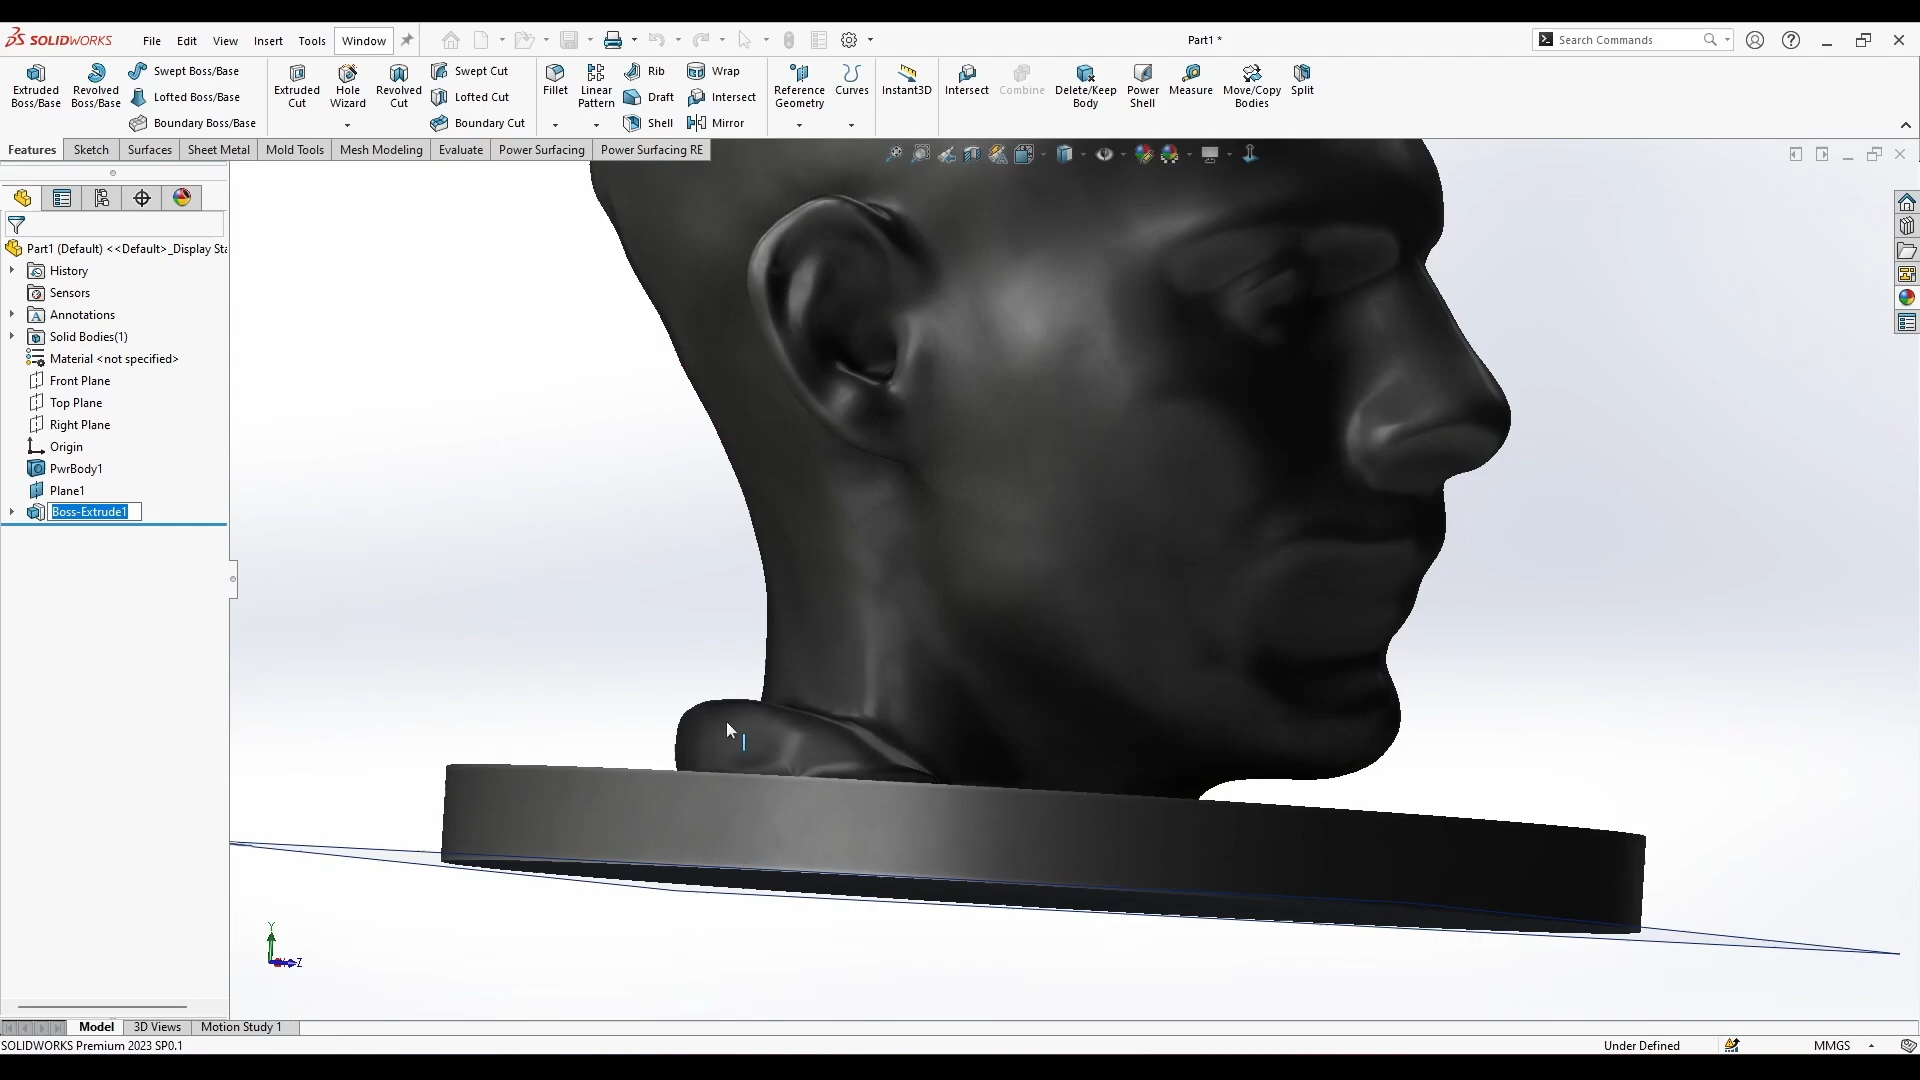 SOLIDWORKS File Edit View Insert Tools Window Part1 * Search Commands
Extruded Boss/Base Revolved Boss/Base Swept Boss/Base Lofted Boss/Base Boundary Boss/Base
Extruded Cut Hole Wizard Revolved Cut Swept Cut Lofted Cut Boundary Cut
Fillet Linear Pattern Rib Draft Shell Wrap Intersect Mirror
Reference Geometry Curves Instant3D Intersect Combine Delete/Keep Body Power Shell Measure Move/Copy Bodies Split
Features Sketch Surfaces Sheet Metal Mold Tools Mesh Modeling Evaluate Power Surfacing Power Surfacing RE
Part1 (Default) <<Default>_Display Sta
History
Sensors
Annotations
Solid Bodies(1)
Material <not specified>
Front Plane
Top Plane
Right Plane
Origin
PwrBody1
Plane1
Boss-Extrude1
Y
Z
Model 3D Views Motion Study 1
SOLIDWORKS Premium 2023 SP0.1 Under Defined MMGS